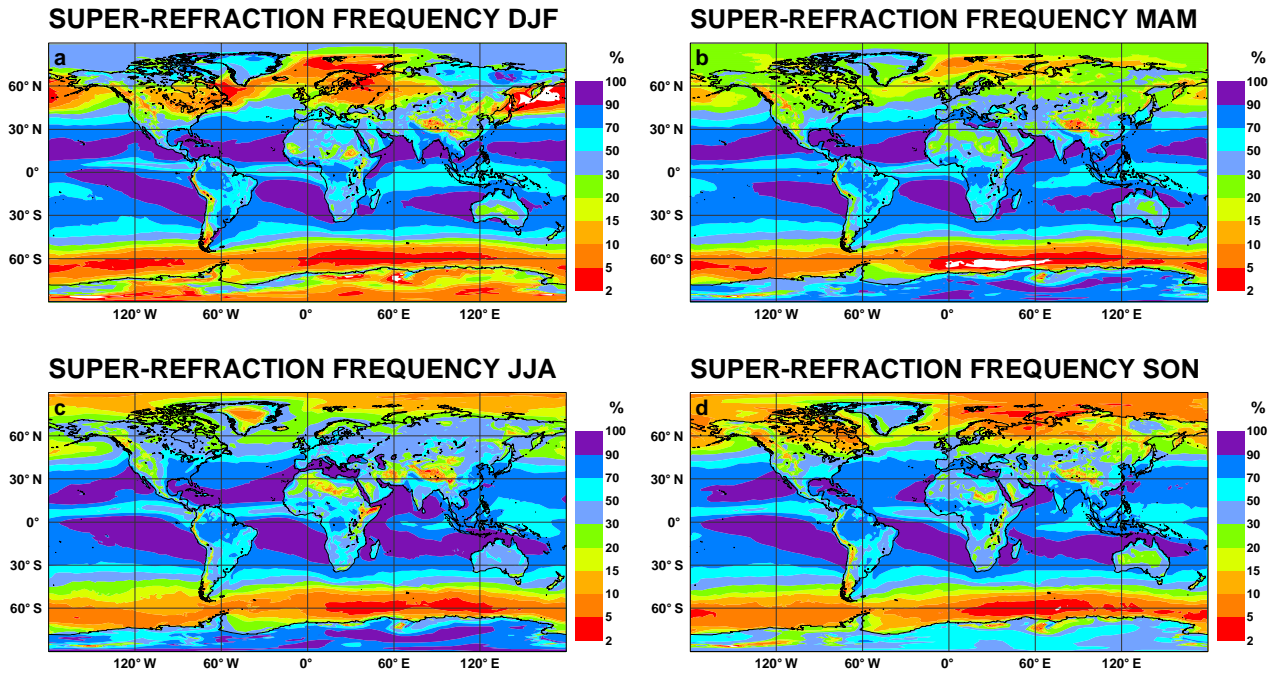 SUPER-REFRACTION FREQUENCY DJF
a
%
100
90
70
50
30
20
15
10
5
2
60° N
30° N
0°
30° S
60° S
120° W
60° W
0°
60° E
120° E
SUPER-REFRACTION FREQUENCY MAM
b
%
100
90
70
50
30
20
15
10
5
2
60° N
30° N
0°
30° S
60° S
120° W
60° W
0°
60° E
120° E
SUPER-REFRACTION FREQUENCY JJA
c
%
100
90
70
50
30
20
15
10
5
2
60° N
30° N
0°
30° S
60° S
120° W
60° W
0°
60° E
120° E
SUPER-REFRACTION FREQUENCY SON
d
%
100
90
70
50
30
20
15
10
5
2
60° N
30° N
0°
30° S
60° S
120° W
60° W
0°
60° E
120° E